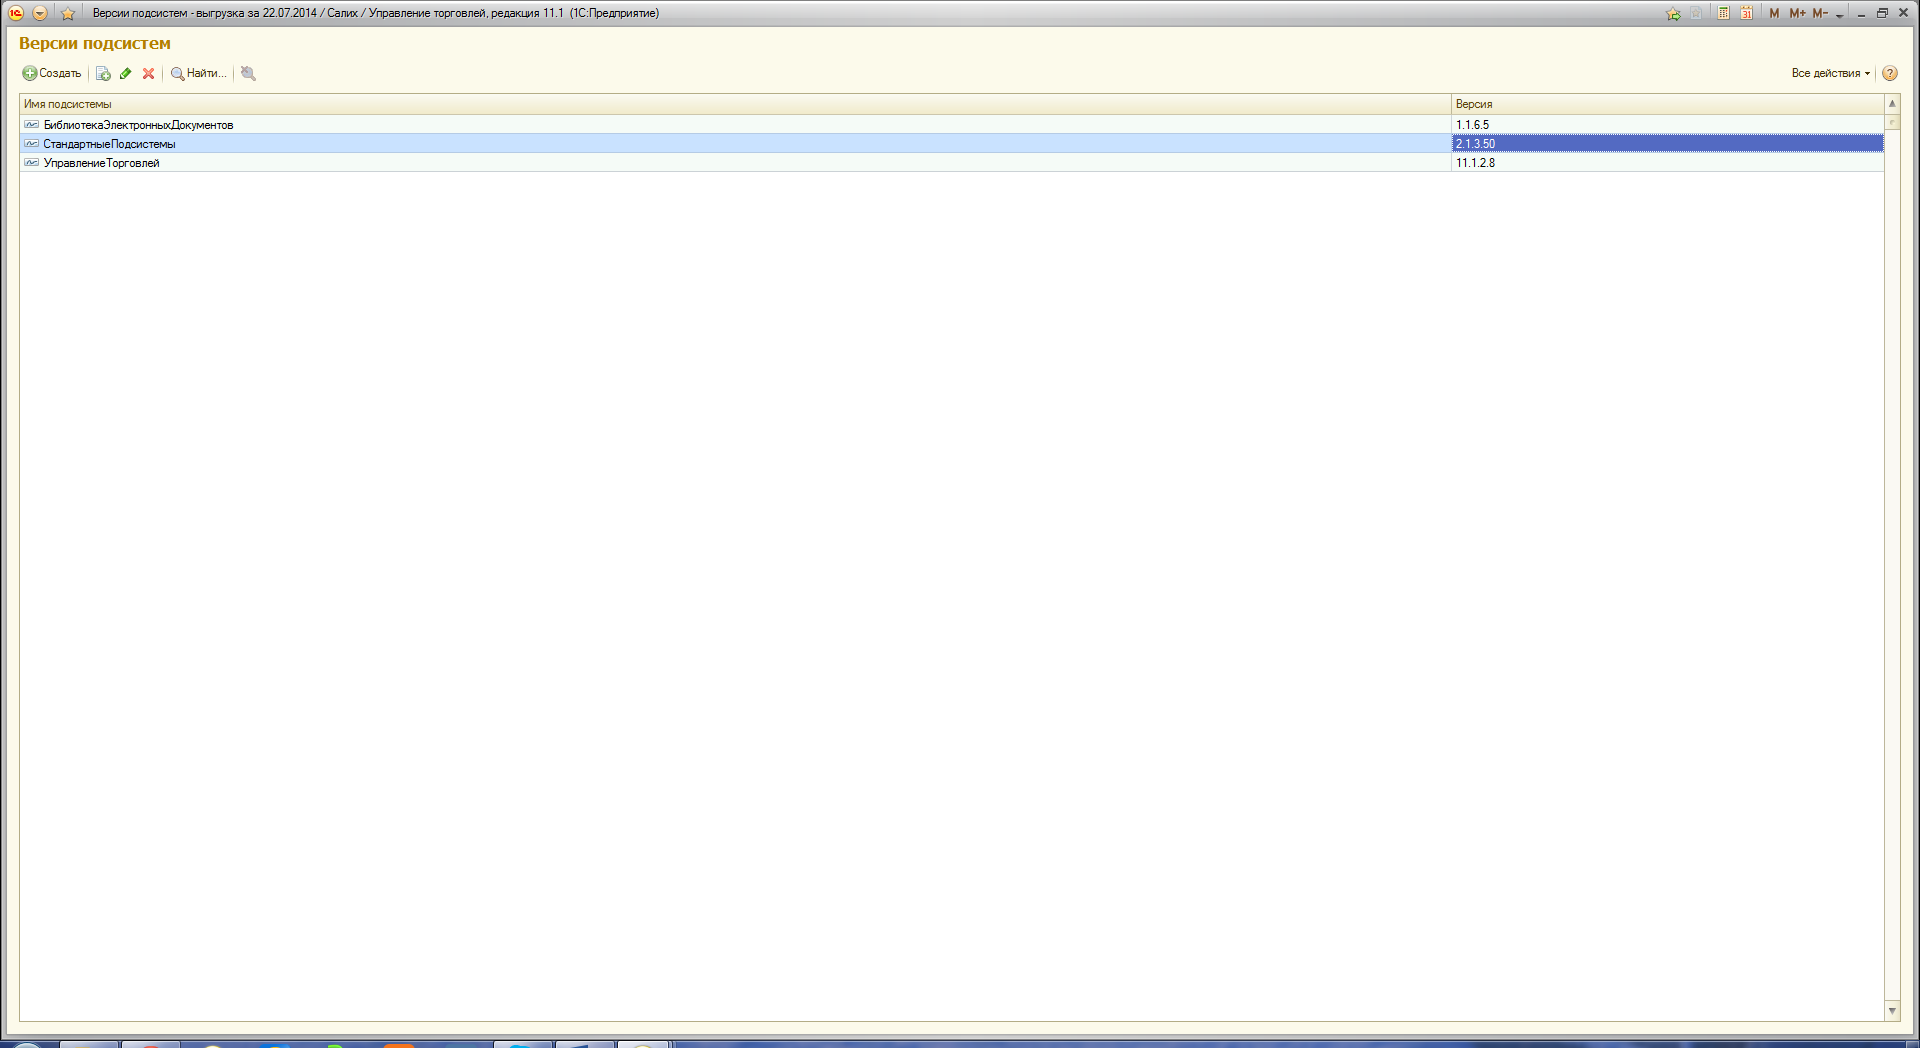 Версии подсистем - выгрузка за 22.07.2014 / Салих / Управление торговлей, редакция 11.1 (1С:Предприятие)
31 M M+ M-
Версии подсистем
Создать Найти... Все действия ?
Имя подсистемы Версия
БиблиотекаЭлектронныхДокументов 1.1.6.5
СтандартныеПодсистемы 2.1.3.50
УправлениеТорговлей 11.1.2.8